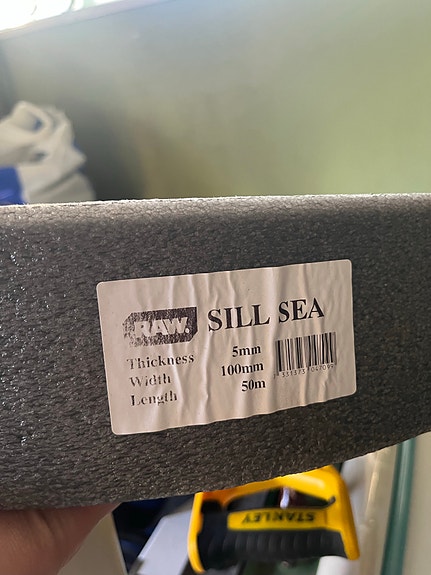 RAW. SILL SEA
Thickness 5mm
Width 100mm
Length 50m
STANLEY